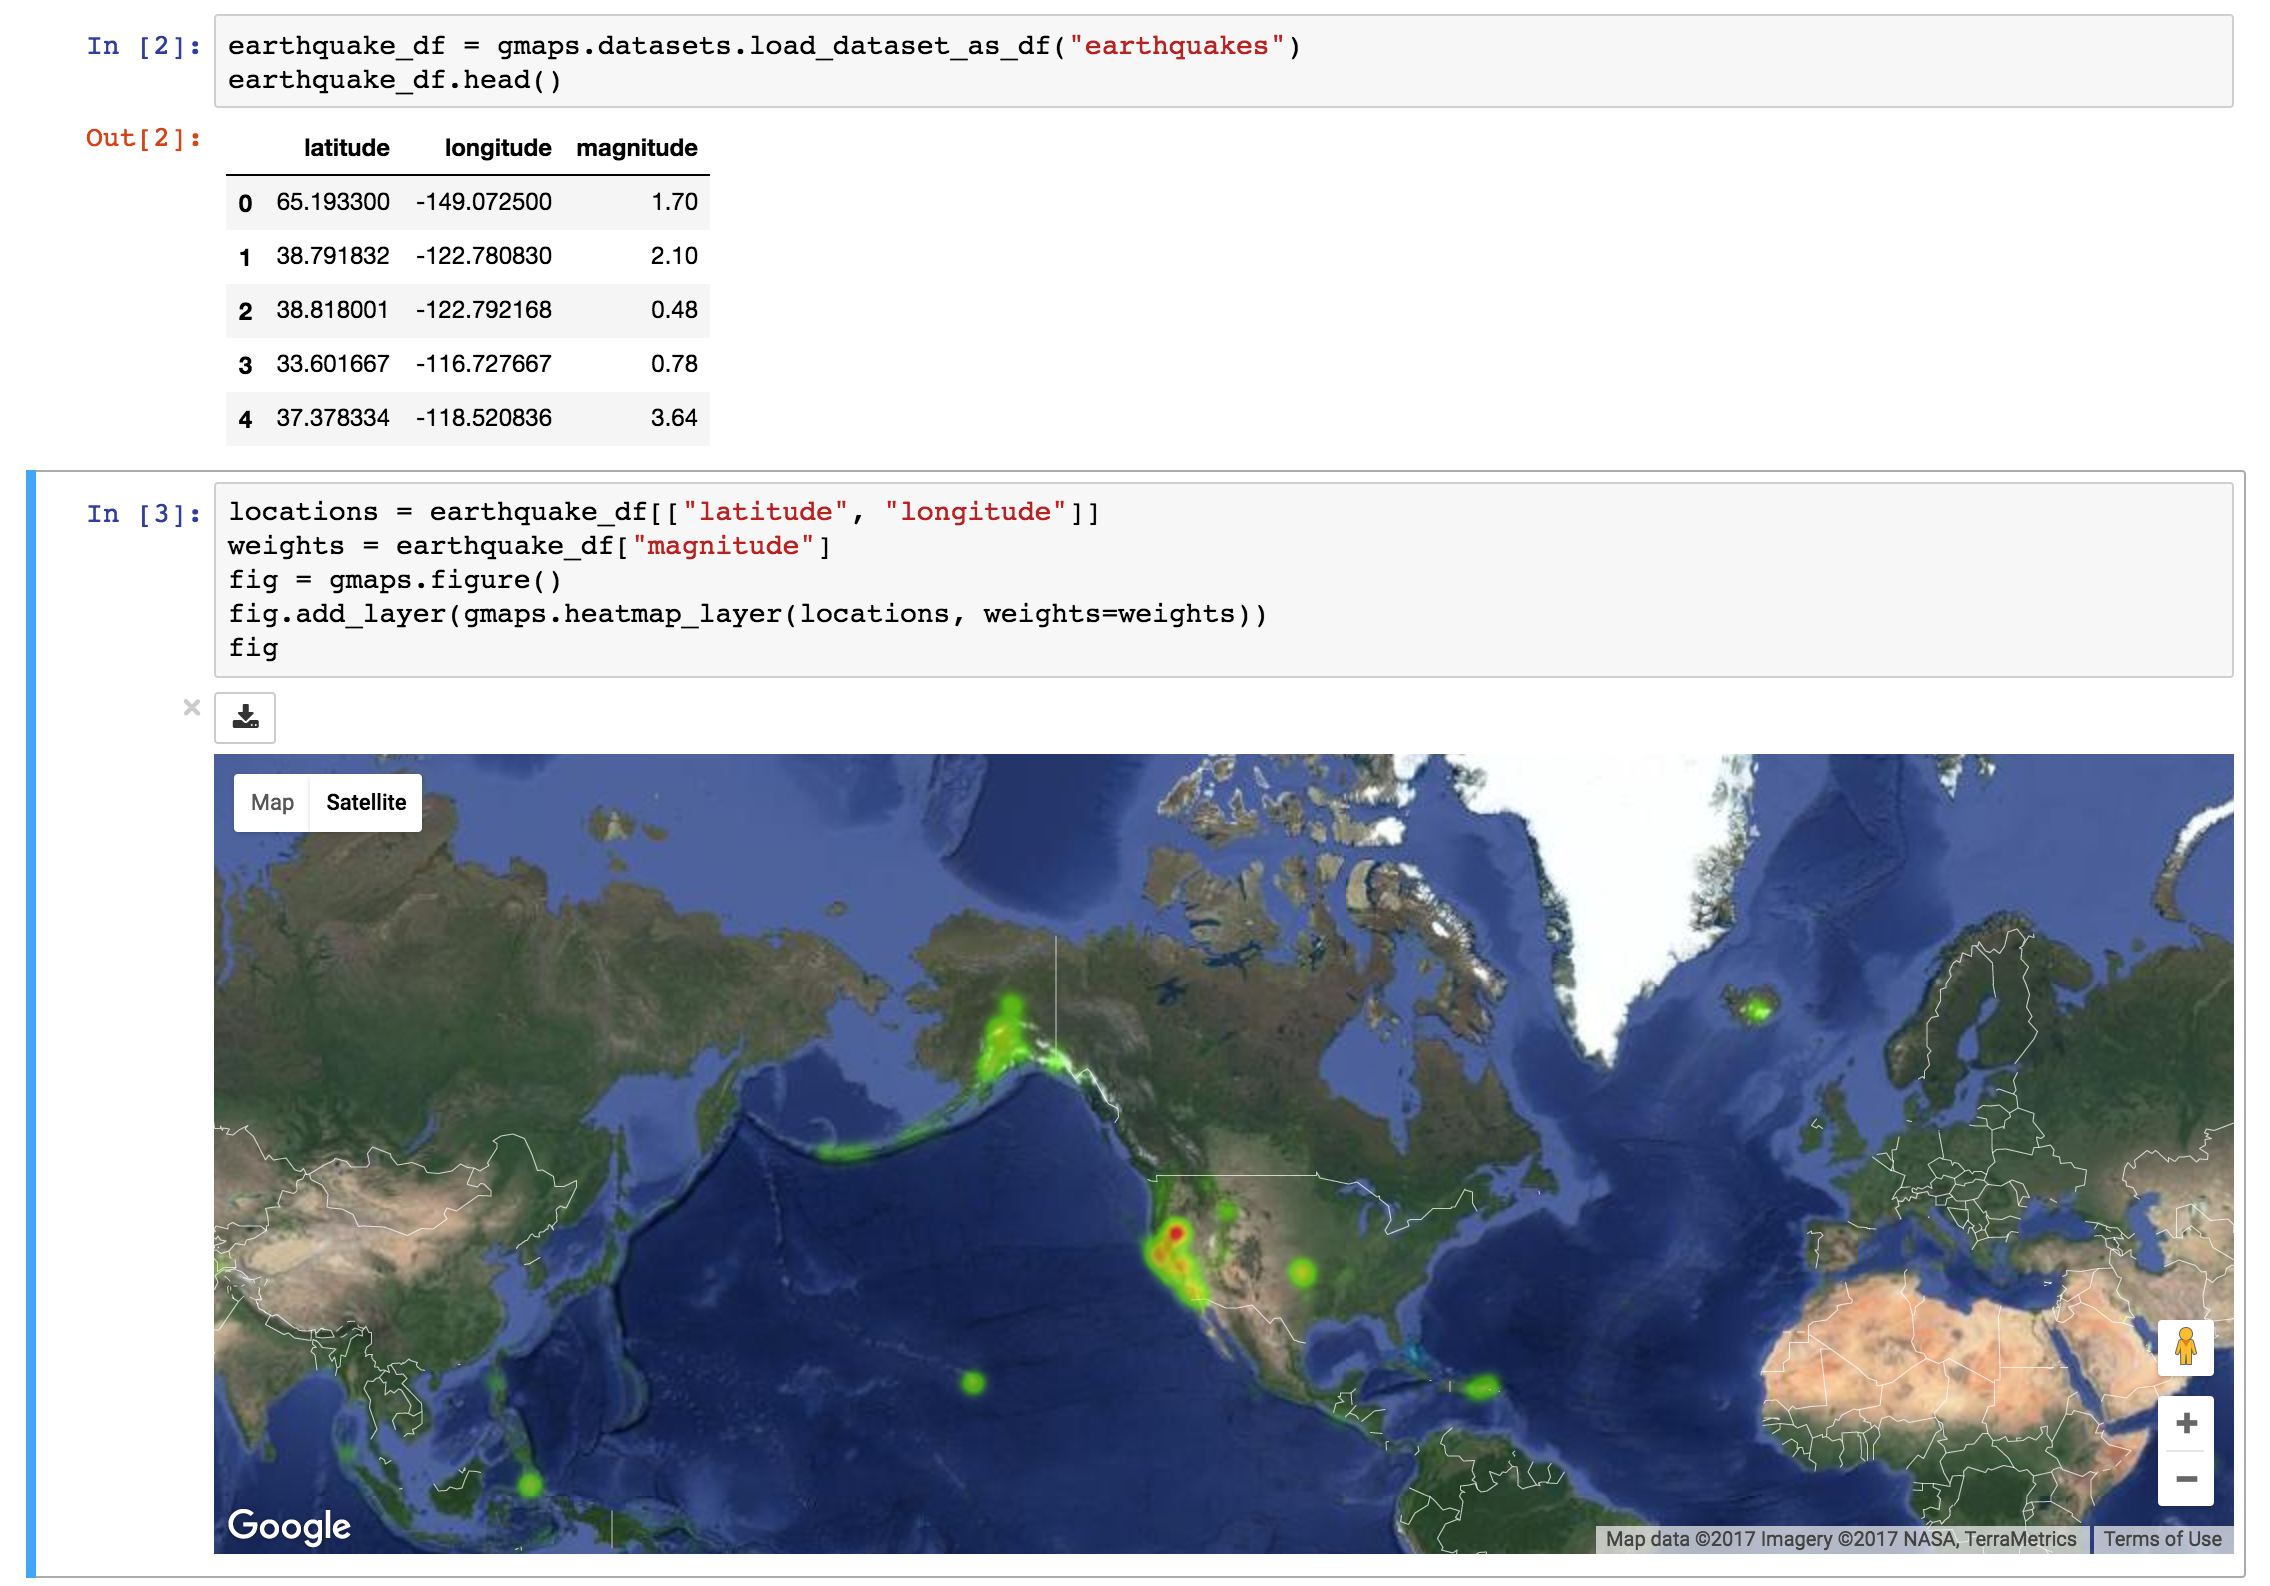 In [2]: earthquake_df = gmaps.datasets.load_dataset_as_df("earthquakes")
earthquake_df.head()
Out[2]:
latitude longitude magnitude
0 65.193300 -149.072500 1.70
1 38.791832 -122.780830 2.10
2 38.818001 -122.792168 0.48
3 33.601667 -116.727667 0.78
4 37.378334 -118.520836 3.64
In [3]: locations = earthquake_df[["latitude", "longitude"]]
weights = earthquake_df["magnitude"]
fig = gmaps.figure()
fig.add_layer(gmaps.heatmap_layer(locations, weights=weights))
fig
Map Satellite
Google
Map data ©2017 Imagery ©2017 NASA, TerraMetrics Terms of Use